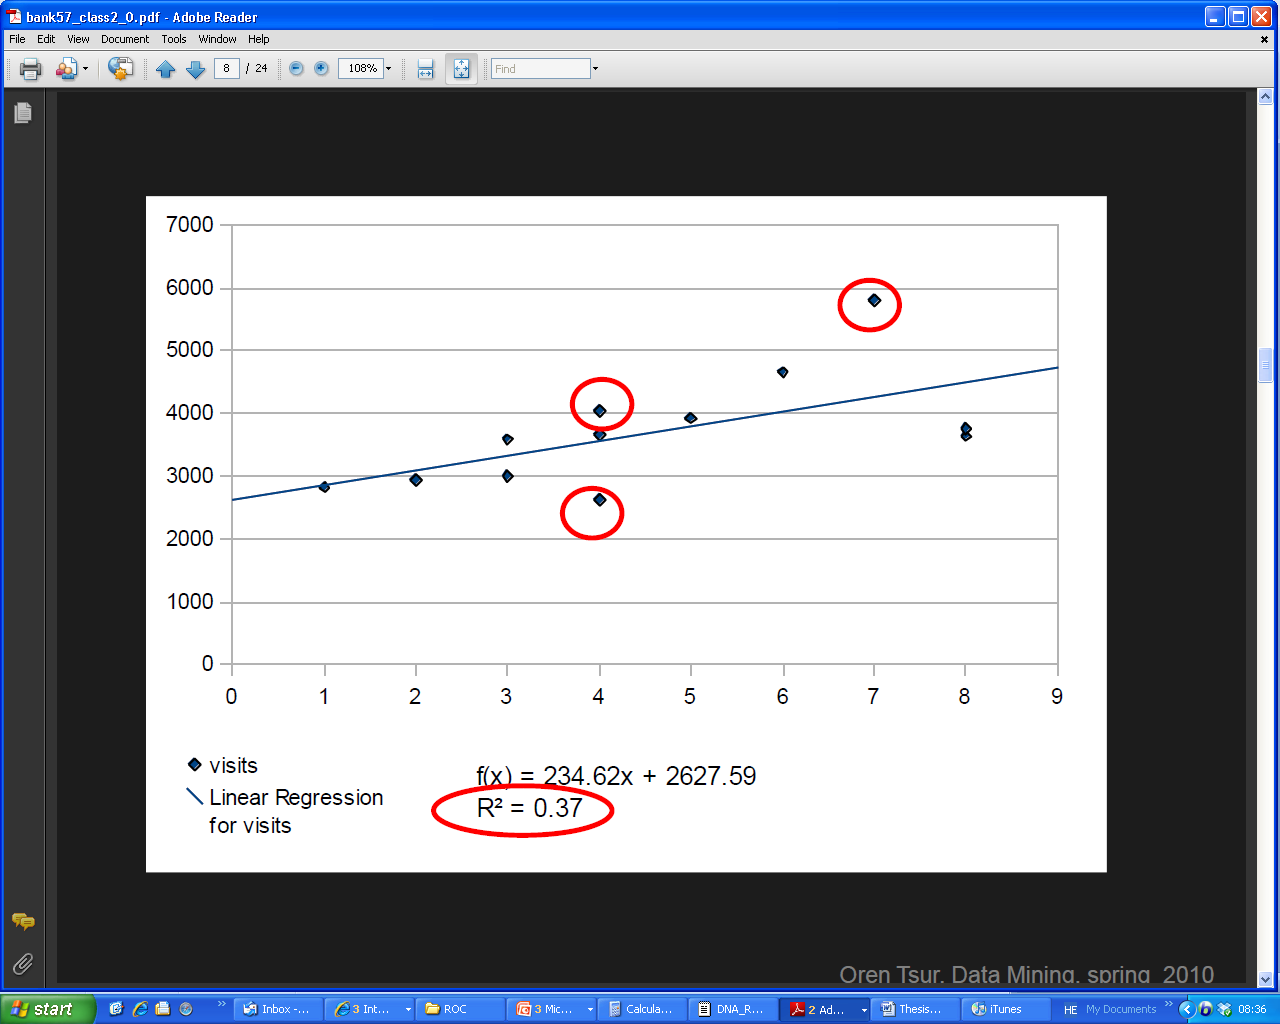 bank57_class2_0.pdf - Adobe Reader
File Edit View Document Tools Window Help
8 / 24 108% Find
7000
6000
5000
4000
3000
2000
1000
0
0 1 2 3 4 5 6 7 8 9
visits
Linear Regression
for visits
f(x) = 234.62x + 2627.59
R² = 0.37
Oren Tsur, Data Mining, spring 2010
start Inbox -... 3 Int... ROC 3 Mic... Calcula... DNA_R... 2 Ad... Thesis... iTunes HE My Documents 08:36